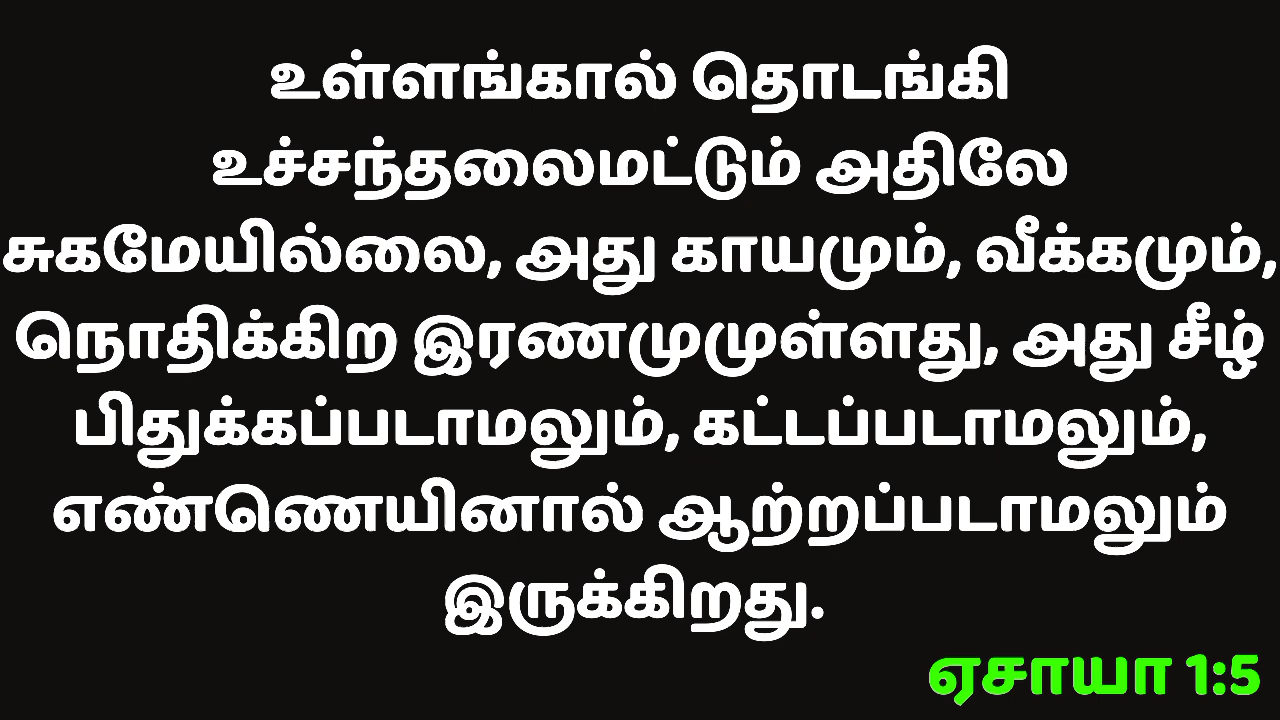 உள்ளங்கால் தொடங்கி
உச்சந்தலைமட்டும் அதிலே
சுகமேயில்லை, அது காயமும், வீக்கமும்,
நொதிக்கிற இரணமுமுள்ளது, அது சீழ்
பிதுக்கப்படாமலும், கட்டப்படாமலும்,
எண்ணெயினால் ஆற்றப்படாமலும்
இருக்கிறது.
ஏசாயா 1:5